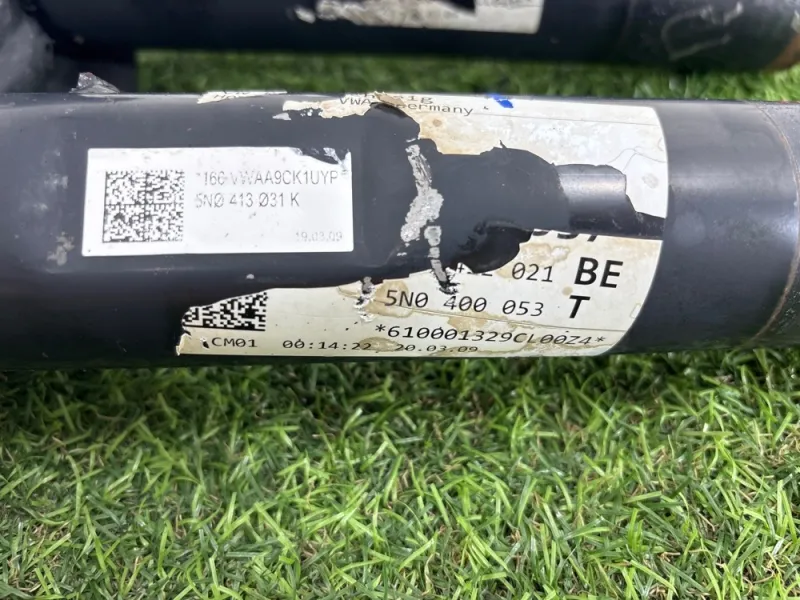 *166 VWAA9CK1UYP*
5N0 413 031 K
19.03.09
Germany
021 BE
5N0 400 053 T
*610001329CL00Z4*
CM01 00:14:22, 20.03.09